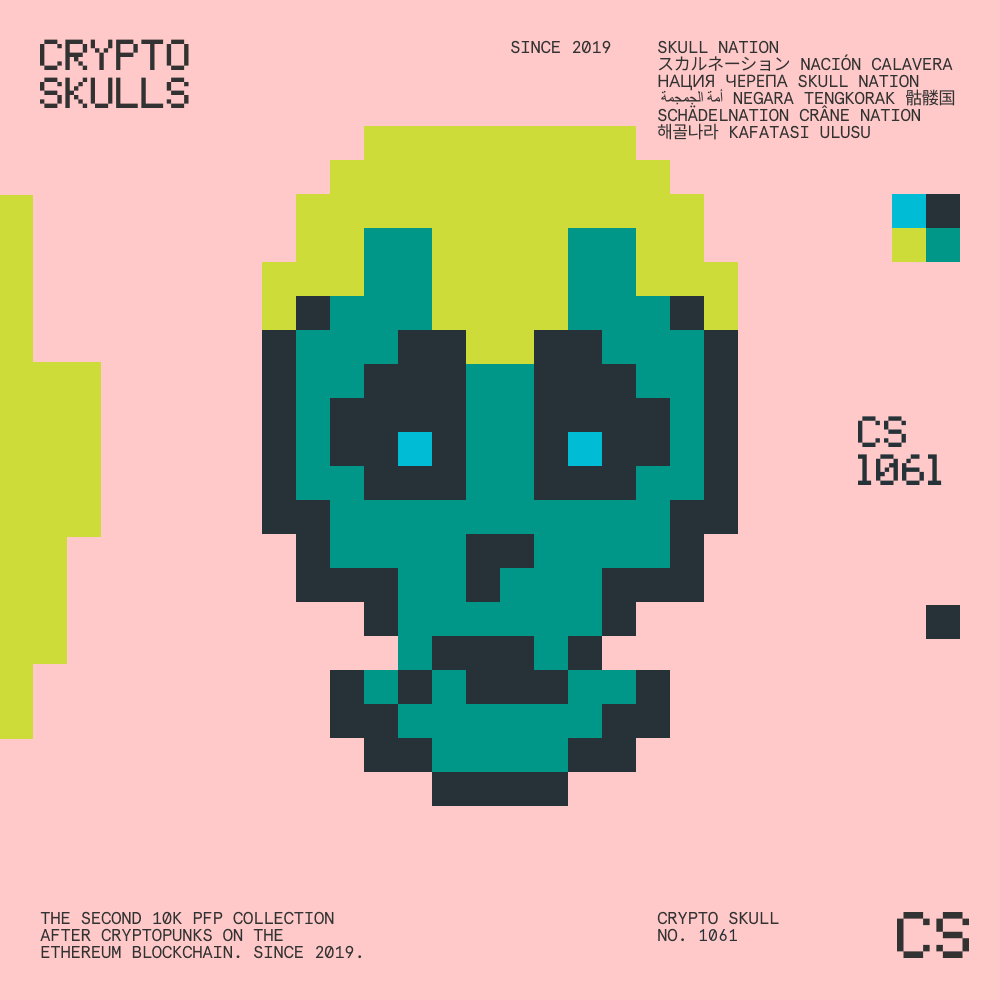 CRYPTO
SKULLS
SINCE 2019
SKULL NATION
スカルネーション NACIÓN CALAVERA
НАЦИЯ ЧЕРЕПА SKULL NATION
أمة الجمجمة NEGARA TENGKORAK 骷髅国
SCHÄDELNATION CRÂNE NATION
해골나라 KAFATASI ULUSU
CS
1061
THE SECOND 10K PFP COLLECTION
AFTER CRYPTOPUNKS ON THE
ETHEREUM BLOCKCHAIN. SINCE 2019.
CRYPTO SKULL
NO. 1061
CS